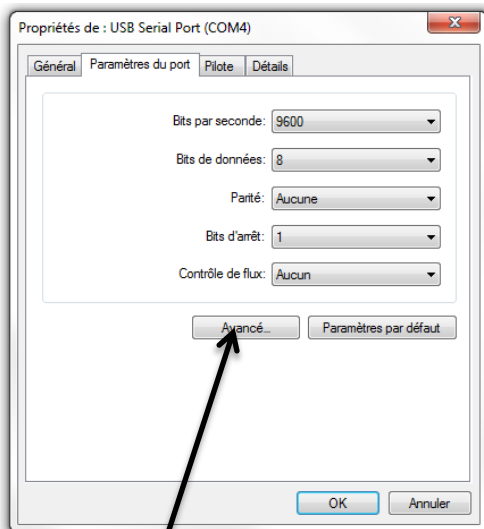 Propriétés de : USB Serial Port (COM4)
Général Paramètres du port Pilote Détails
Bits par seconde: 9600
Bits de données: 8
Parité: Aucune
Bits d'arrêt: 1
Contrôle de flux: Aucun
Avancé... Paramètres par défaut
OK Annuler